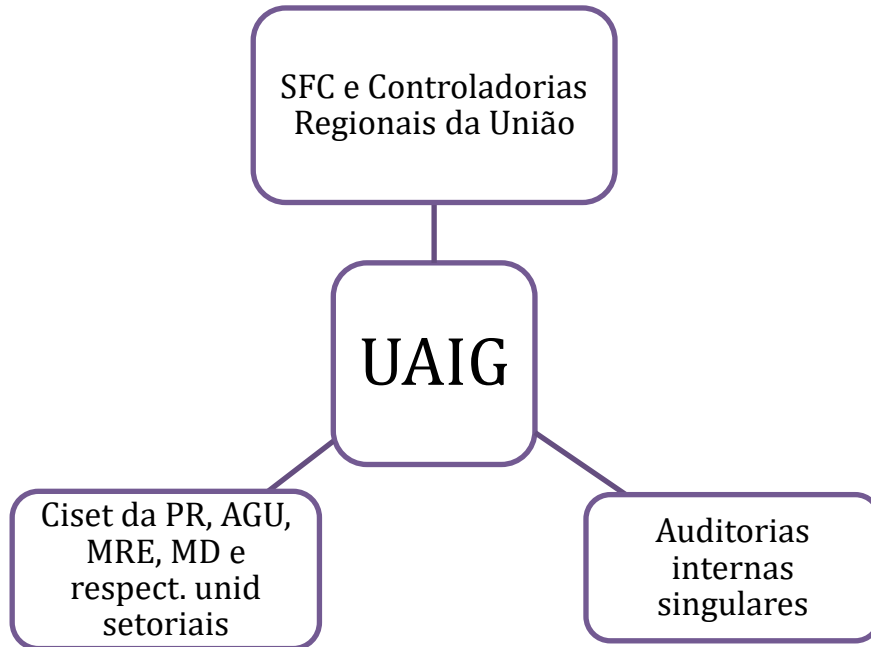 SFC e Controladorias
Regionais da União
UAIG
Ciset da PR, AGU,
MRE, MD e
respect. unid
setoriais
Auditorias
internas
singulares